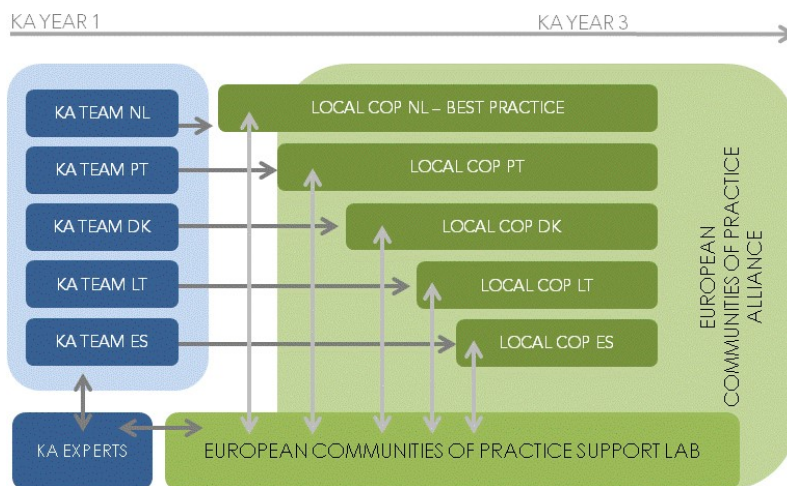 KA YEAR 1
KA YEAR 3
KA TEAM NL
LOCAL COP NL – BEST PRACTICE
KA TEAM PT
LOCAL COP PT
KA TEAM DK
LOCAL COP DK
KA TEAM LT
LOCAL COP LT
KA TEAM ES
LOCAL COP ES
EUROPEAN
COMMUNITIES OF PRACTICE
ALLIANCE
KA EXPERTS
EUROPEAN COMMUNITIES OF PRACTICE SUPPORT LAB